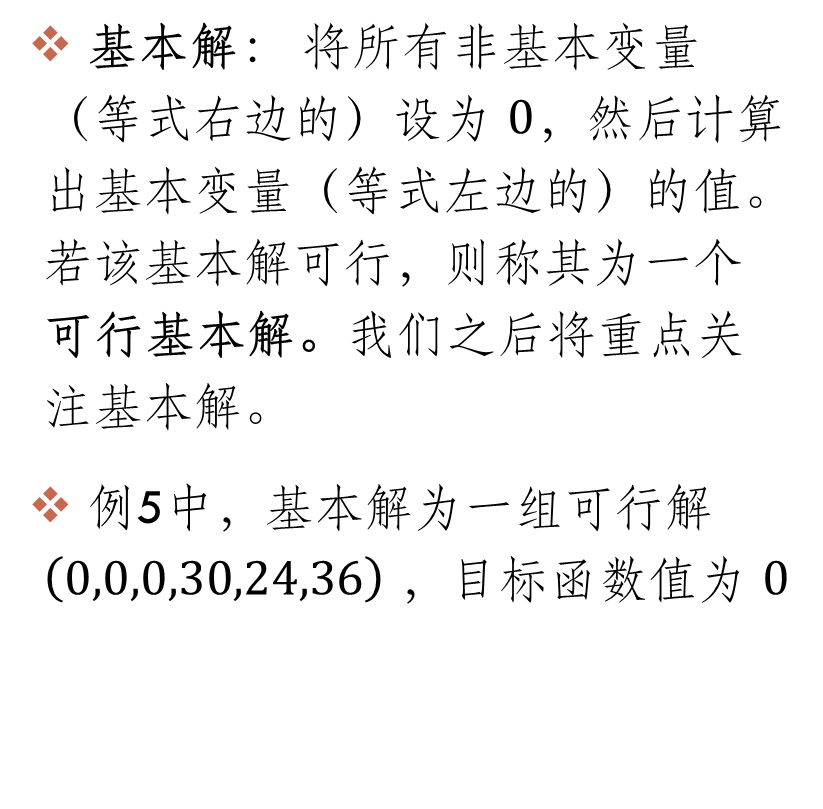 ❖ 基本解： 将所有非基本变量
（等式右边的）设为 0，然后计算
出基本变量（等式左边的）的值。
若该基本解可行，则称其为一个
可行基本解。我们之后将重点关
注基本解。
❖ 例5中，基本解为一组可行解
(0,0,0,30,24,36) ，目标函数值为 0